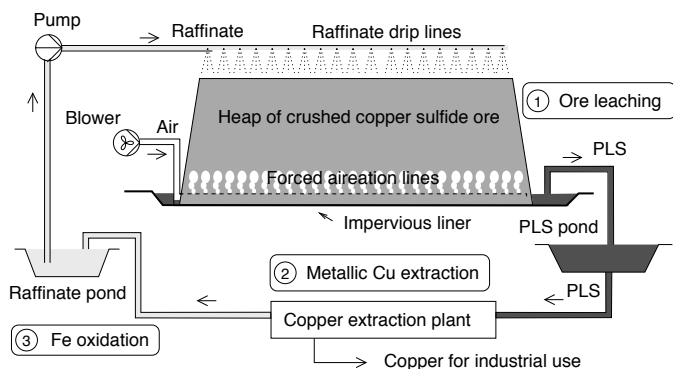 Pump
Raffinate
Raffinate drip lines
1 Ore leaching
Heap of crushed copper sulfide ore
Blower
Air
Forced aireation lines
PLS
Impervious liner
PLS pond
2 Metallic Cu extraction
Raffinate pond
PLS
3 Fe oxidation
Copper extraction plant
Copper for industrial use